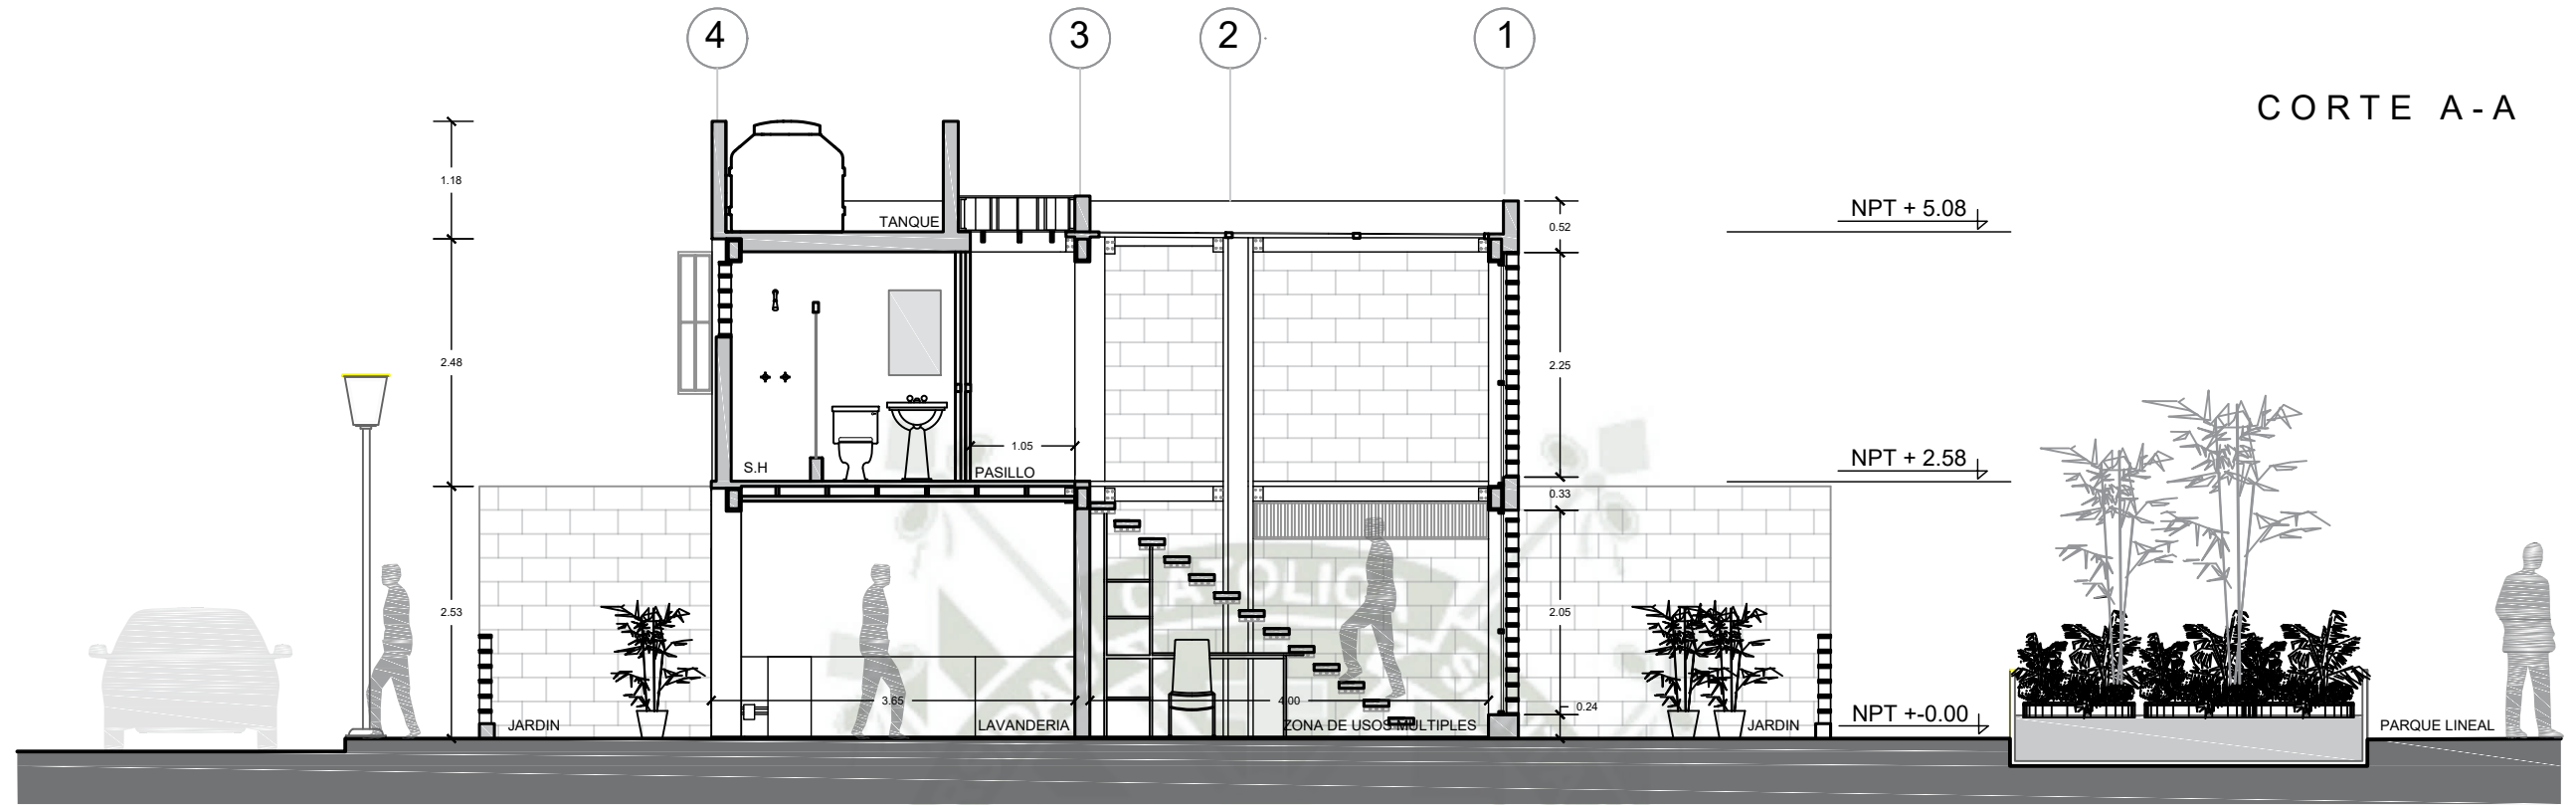 4
3
2
1
CORTE A-A
1.18
TANQUE
NPT + 5.08
0.52
2.48
2.25
1.05
S.H
PASILLO
NPT + 2.58
0.33
CATOLICA
2.53
2.05
3.65
4.00
0.24
JARDIN
LAVANDERIA
ZONA DE USOS MULTIPLES
JARDIN
NPT +-0.00
PARQUE LINEAL